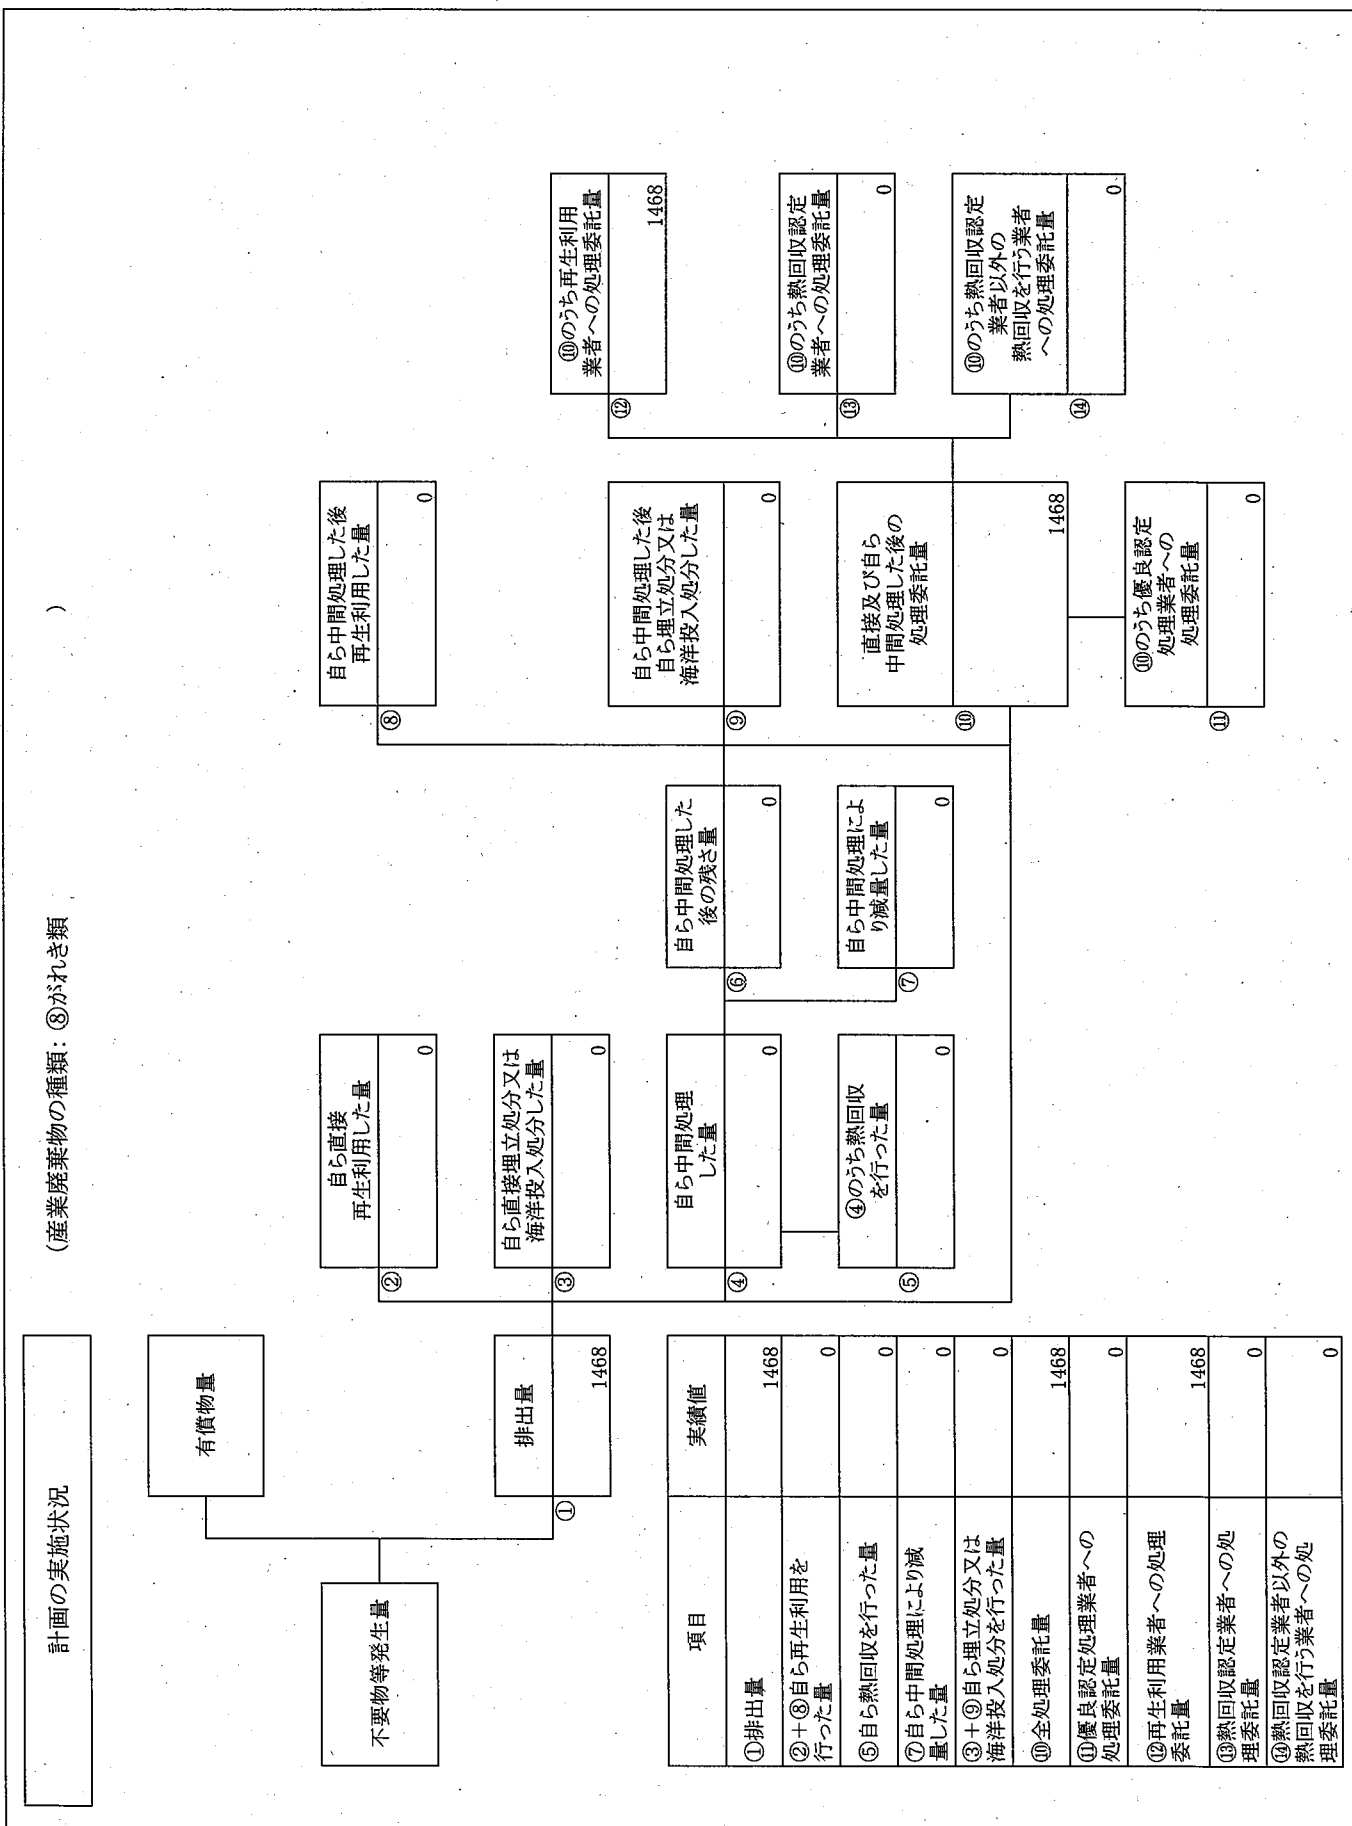 計画の実施状況
(産業廃棄物の種類：⑧がれき類　　　)
不要物等発生量
有償物量
①
排出量
1468
②
自ら直接
再生利用した量
0
③
自ら直接埋立処分又は
海洋投入処分した量
0
④
自ら中間処理
した量
0
⑤
④のうち熱回収
を行った量
0
⑥
自ら中間処理した
後の残さ量
0
⑦
自ら中間処理によ
り減量した量
0
⑧
自ら中間処理した後
再生利用した量
0
⑨
自ら中間処理した後
自ら埋立処分又は
海洋投入処分した量
0
⑩
直接及び自ら
中間処理した後の
処理委託量
1468
⑪
⑩のうち優良認定
処理業者への
処理委託量
0
⑫
⑩のうち再生利用
業者への処理委託量
1468
⑬
⑩のうち熱回収認定
業者への処理委託量
0
⑭
⑩のうち熱回収認定
業者以外の
熱回収を行う業者
への処理委託量
0
項目 実績値
①排出量 1468
②+⑧自ら再生利用を
行った量 0
⑤自ら熱回収を行った量 0
⑦自ら中間処理により減
量した量 0
③+⑨自ら埋立処分又は
海洋投入処分を行った量 0
⑩全処理委託量 1468
⑪優良認定処理業者への
処理委託量 0
⑫再生利用業者への処理
委託量 1468
⑬熱回収認定業者への処
理委託量 0
⑭熱回収認定業者以外の
熱回収を行う業者への処
理委託量 0